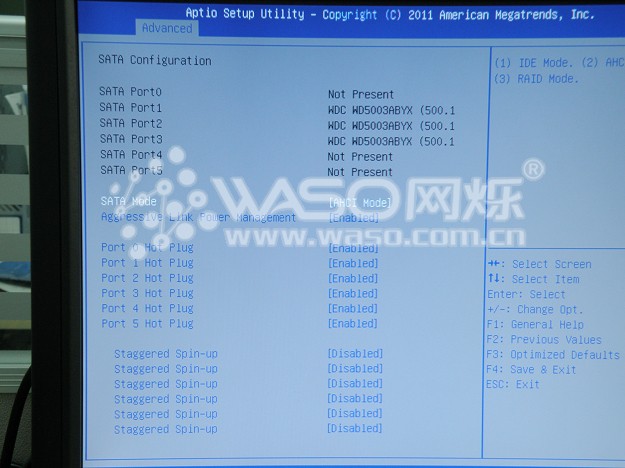 Aptio Setup Utility - Copyright (C) 2011 American Megatrends, Inc.
Advanced
SATA Configuration
SATA Port0 Not Present
SATA Port1 WDC WD5003ABYX (500.1
SATA Port2 WDC WD5003ABYX (500.1
SATA Port3 WDC WD5003ABYX (500.1
SATA Port4 Not Present
SATA Port5 Not Present
SATA Mode [AHCI Mode]
Aggressive Link Power Management [Enabled]
Port 0 Hot Plug [Enabled]
Port 1 Hot Plug [Enabled]
Port 2 Hot Plug [Enabled]
Port 3 Hot Plug [Enabled]
Port 4 Hot Plug [Enabled]
Port 5 Hot Plug [Enabled]
Staggered Spin-up [Disabled]
Staggered Spin-up [Disabled]
Staggered Spin-up [Disabled]
Staggered Spin-up [Disabled]
Staggered Spin-up [Disabled]
Staggered Spin-up [Disabled]
(1) IDE Mode. (2) AHC
(3) RAID Mode.
→←: Select Screen
↑↓: Select Item
Enter: Select
+/-: Change Opt.
F1: General Help
F2: Previous Values
F3: Optimized Defaults
F4: Save & Exit
ESC: Exit
WASO网烁®
www.waso.com.cn